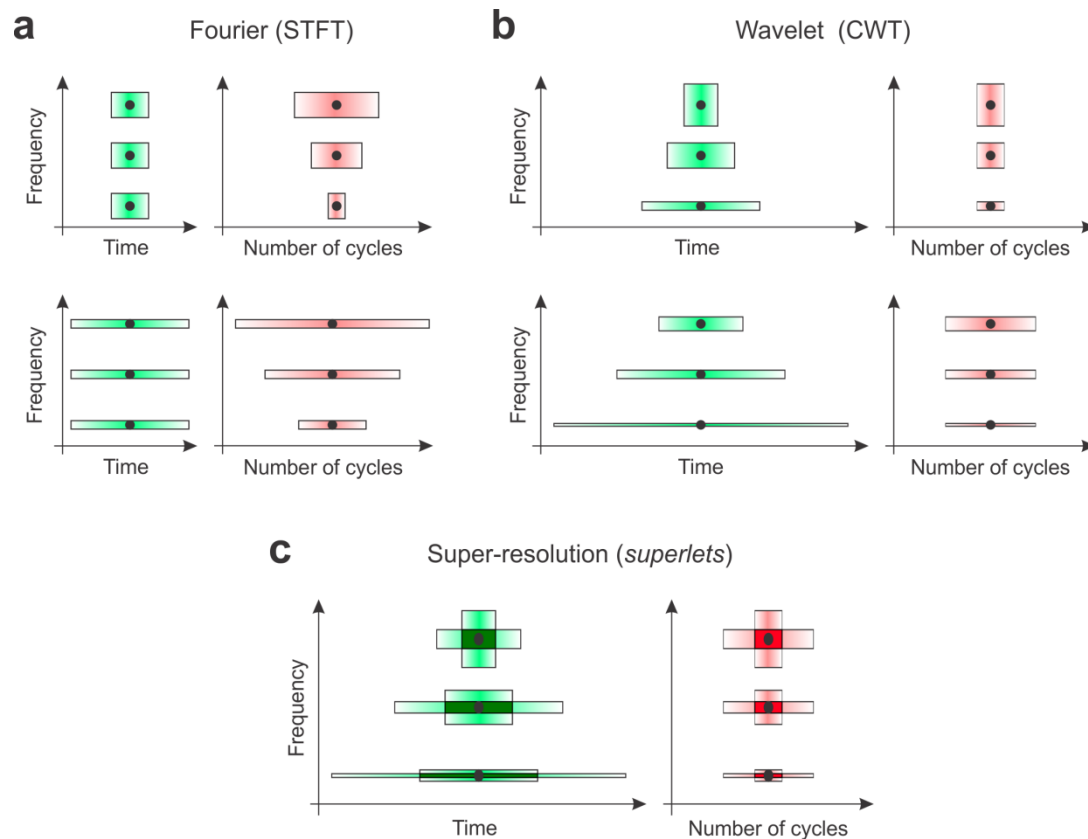 a
Fourier (STFT)
Frequency
Time
Number of cycles
Frequency
Time
Number of cycles
b
Wavelet (CWT)
Frequency
Time
Number of cycles
Frequency
Time
Number of cycles
c
Super-resolution (superlets)
Frequency
Time
Number of cycles